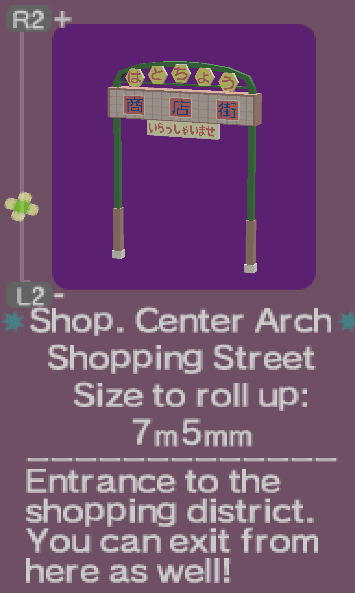 R2 +
はとちょう
商店街
いらっしゃいませ
L2 -
Shop. Center Arch
Shopping Street
Size to roll up:
7m5mm
Entrance to the
shopping district.
You can exit from
here as well!